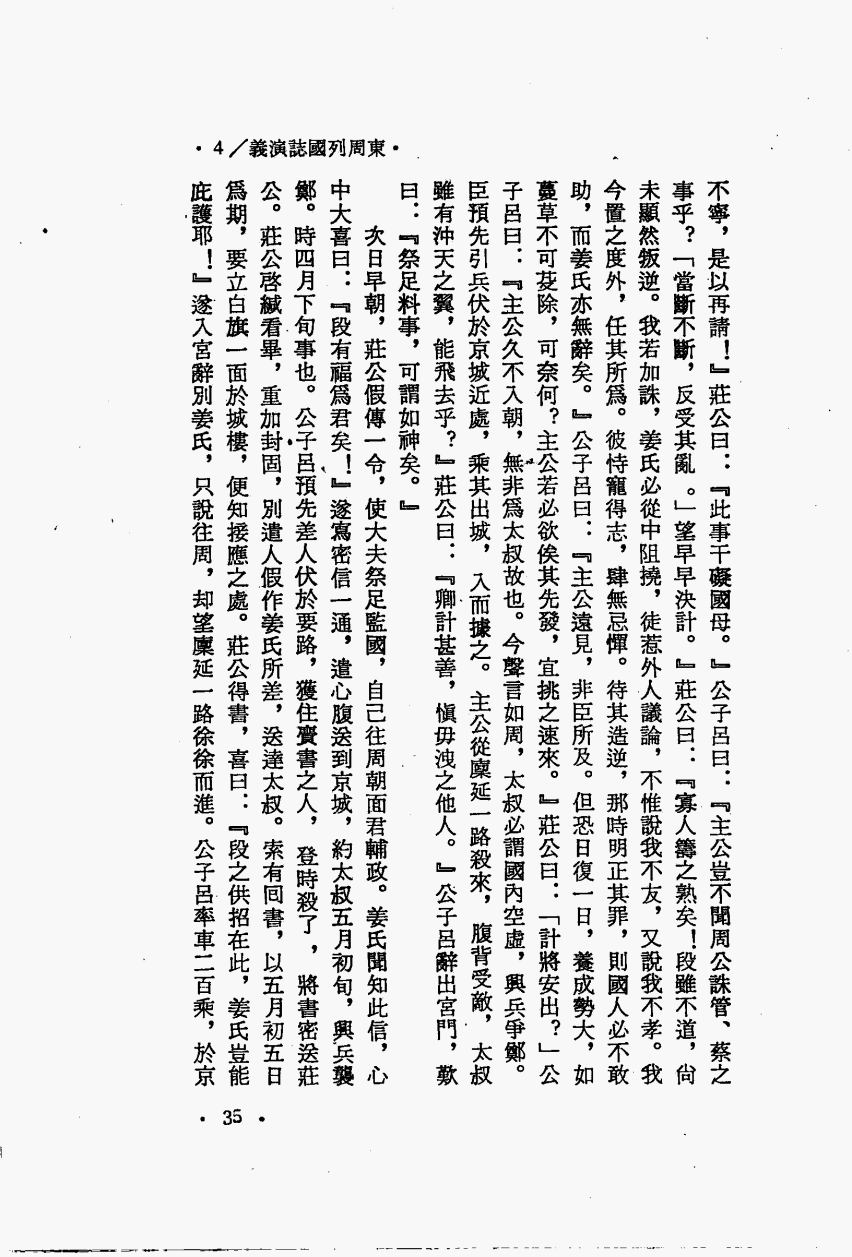 ·東周列國誌演義/4·
不寧，是以再請！』莊公曰：『此事干礙國母。』公子呂曰：『主公豈不聞周公誅管、蔡之
事乎？「當斷不斷，反受其亂。」望早早決計。』莊公曰：『寡人籌之熟矣！段雖不道，尙
未顯然叛逆。我若加誅，姜氏必從中阻撓，徒惹外人議論，不惟說我不友，又說我不孝。我
今置之度外，任其所爲。彼恃寵得志，肆無忌憚。待其造逆，那時明正其罪，則國人必不敢
助，而姜氏亦無辭矣。』公子呂曰：『主公遠見，非臣所及。但恐日復一日，養成勢大，如
蔓草不可芟除，可奈何？主公若必欲俟其先發，宜挑之速來。』莊公曰：「計將安出？」公
子呂曰：『主公久不入朝，無非爲太叔故也。今聲言如周，太叔必謂國內空虛，興兵爭鄭。
臣預先引兵伏於京城近處，乘其出城，入而據之。主公從廩延一路殺來，腹背受敵，太叔
雖有沖天之翼，能飛去乎？』莊公曰：『卿計甚善，愼毋洩之他人。』公子呂辭出宮門，歎
曰：『祭足料事，可謂如神矣。』
次日早朝，莊公假傳一令，使大夫祭足監國，自己往周朝面君輔政。姜氏聞知此信，心
中大喜曰：『段有福爲君矣！』遂寫密信一通，遣心腹送到京城，約太叔五月初旬，興兵襲
鄭。時四月下旬事也。公子呂預先差人伏於要路，獲住賫書之人，登時殺了，將書密送莊
公。莊公啓緘看畢，重加封固，別遣人假作姜氏所差，送達太叔。索有回書，以五月初五日
爲期，要立白旗一面於城樓，便知接應之處。莊公得書，喜曰：『段之供招在此，姜氏豈能
庇護耶！』遂入宮辭別姜氏，只說往周，却望廩延一路徐徐而進。公子呂率車二百乘，於京
·35·